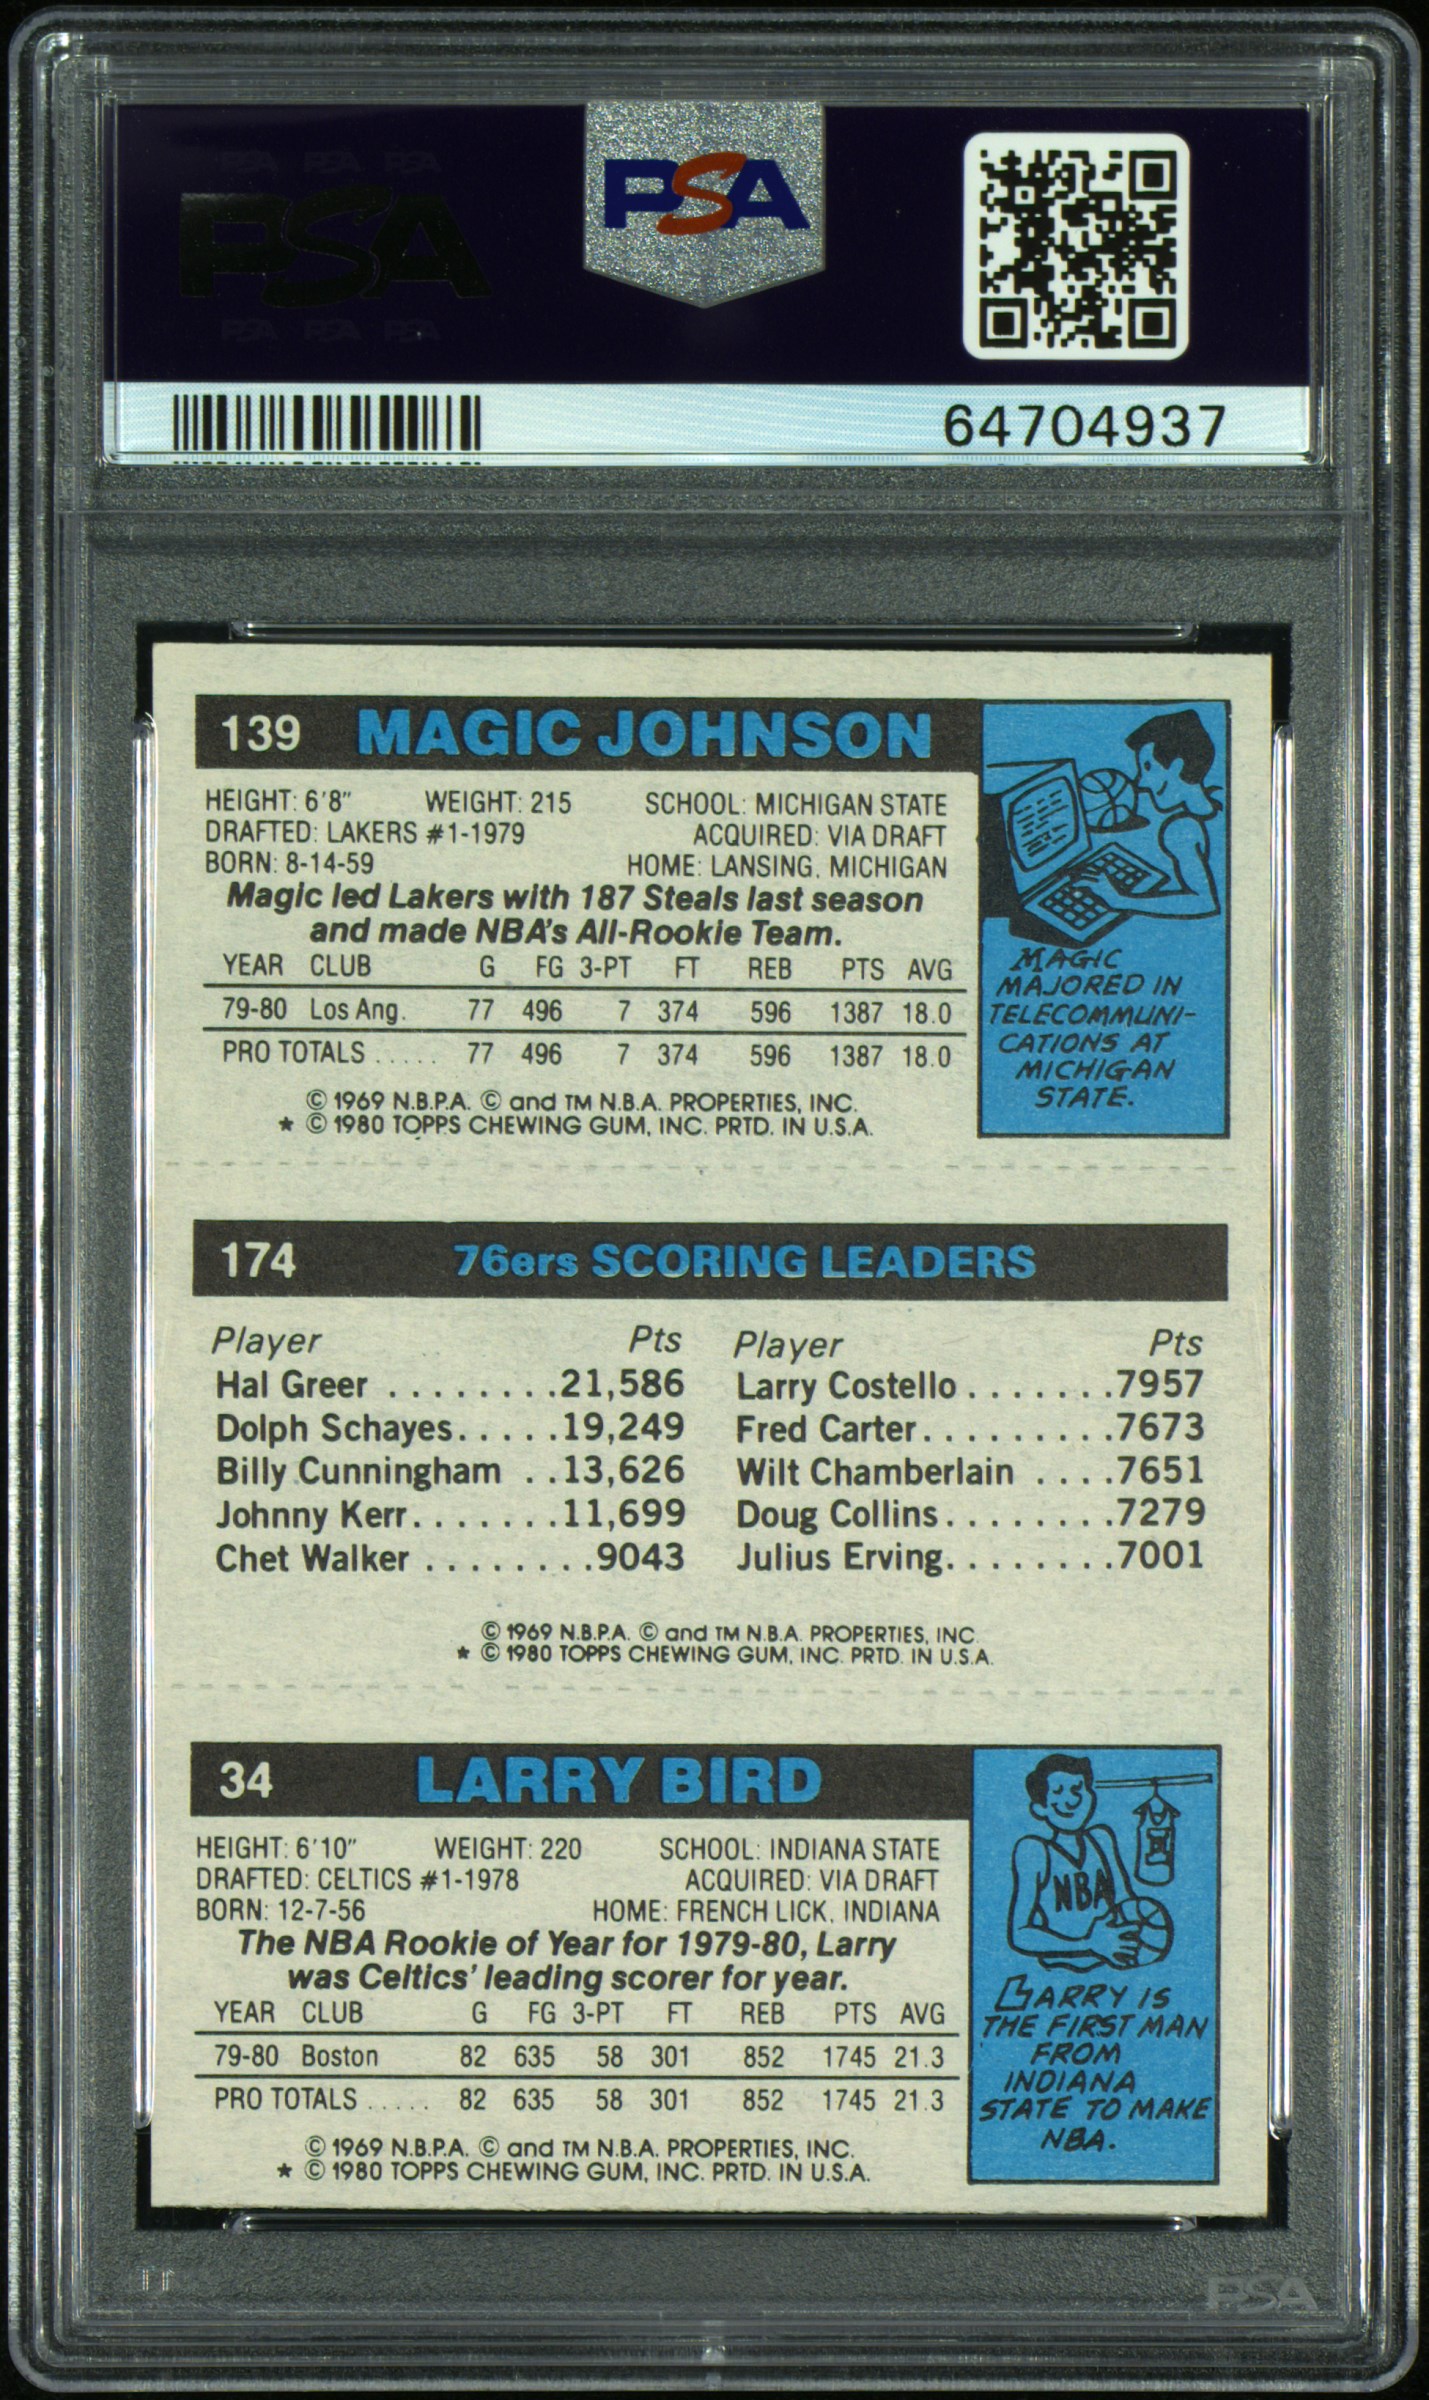 PSA PSA PSA
PSA
PSA
PSA PSA PSA
64704937
139 MAGIC JOHNSON
HEIGHT: 6'8" WEIGHT: 215 SCHOOL: MICHIGAN STATE
DRAFTED: LAKERS #1-1979 ACQUIRED: VIA DRAFT
BORN: 8-14-59 HOME: LANSING, MICHIGAN
Magic led Lakers with 187 Steals last season
and made NBA's All-Rookie Team.
YEAR CLUB G FG 3-PT FT REB PTS AVG
79-80 Los Ang. 77 496 7 374 596 1387 18.0
PRO TOTALS ..... 77 496 7 374 596 1387 18.0
© 1969 N.B.P.A. © and TM N.B.A. PROPERTIES, INC.
* © 1980 TOPPS CHEWING GUM, INC. PRTD. IN U.S.A.
MAGIC
MAJORED IN
TELECOMMUNI-
CATIONS AT
MICHIGAN
STATE.
174 76ers SCORING LEADERS
Player Pts Player Pts
Hal Greer ........21,586 Larry Costello.......7957
Dolph Schayes.....19,249 Fred Carter.........7673
Billy Cunningham ..13,626 Wilt Chamberlain ....7651
Johnny Kerr.......11,699 Doug Collins........7279
Chet Walker ........9043 Julius Erving........7001
© 1969 N.B.P.A. © and TM N.B.A. PROPERTIES, INC.
* © 1980 TOPPS CHEWING GUM, INC. PRTD. IN U.S.A.
34 LARRY BIRD
HEIGHT: 6'10" WEIGHT: 220 SCHOOL: INDIANA STATE
DRAFTED: CELTICS #1-1978 ACQUIRED: VIA DRAFT
BORN: 12-7-56 HOME: FRENCH LICK, INDIANA
The NBA Rookie of Year for 1979-80, Larry
was Celtics' leading scorer for year.
YEAR CLUB G FG 3-PT FT REB PTS AVG
79-80 Boston 82 635 58 301 852 1745 21.3
PRO TOTALS ..... 82 635 58 301 852 1745 21.3
© 1969 N.B.P.A. © and TM N.B.A. PROPERTIES, INC.
* © 1980 TOPPS CHEWING GUM, INC. PRTD. IN U.S.A.
NBA
LARRY IS
THE FIRST MAN
FROM
INDIANA
STATE TO MAKE
NBA.
PSA